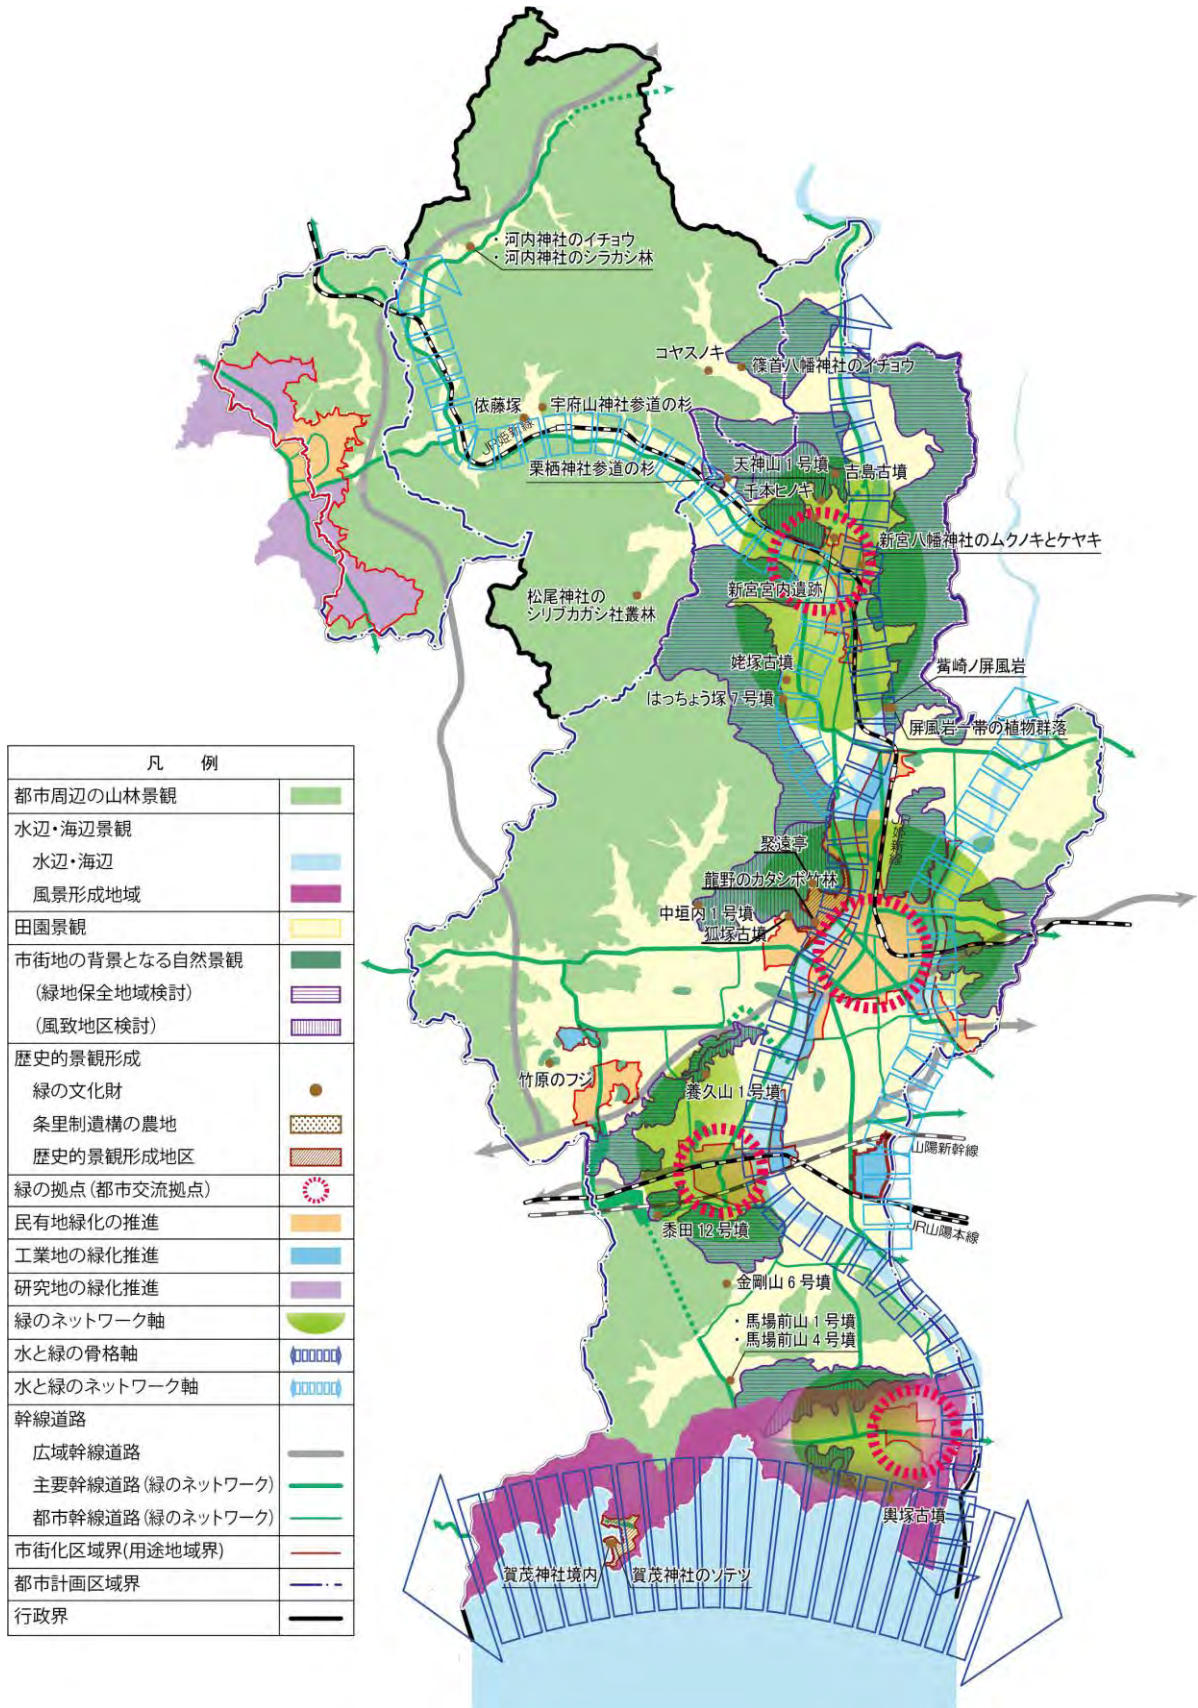 ・河内神社のイチョウ
・河内神社のシラカシ林
コヤスノキ
篠首八幡神社のイチョウ
依藤塚
宇府山神社参道の杉
JR姫新線
栗栖神社参道の杉
天神山1号墳
吉島古墳
千本ヒノキ
新宮八幡神社のムクノキとケヤキ
新宮宮内遺跡
松尾神社の
シリブカガシ社叢林
姥塚古墳
觜崎ノ屏風岩
はっちょう塚7号墳
屏風岩一帯の植物群落
JR姫新線
聚遠亭
龍野のカタシボ竹林
中垣内1号墳
狐塚古墳
竹原のフジ
養久山1号墳
山陽新幹線
JR山陽本線
黍田12号墳
金剛山6号墳
・馬場前山1号墳
・馬場前山4号墳
輿塚古墳
賀茂神社境内
賀茂神社のソテツ
凡 例
都市周辺の山林景観
水辺・海辺景観
水辺・海辺
風景形成地域
田園景観
市街地の背景となる自然景観
(緑地保全地域検討)
(風致地区検討)
歴史的景観形成
緑の文化財
条里制遺構の農地
歴史的景観形成地区
緑の拠点(都市交流拠点)
民有地緑化の推進
工業地の緑化推進
研究地の緑化推進
緑のネットワーク軸
水と緑の骨格軸
水と緑のネットワーク軸
幹線道路
広域幹線道路
主要幹線道路(緑のネットワーク)
都市幹線道路(緑のネットワーク)
市街化区域界(用途地域界)
都市計画区域界
行政界